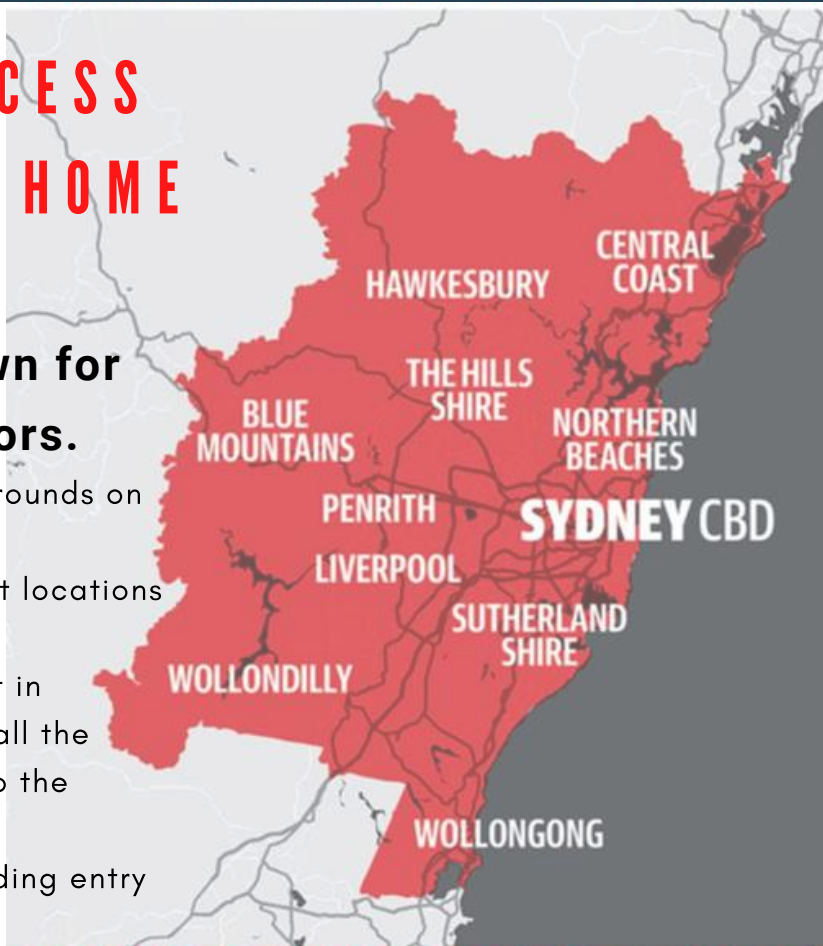 CESS
HOME
wn for
ors.
rounds on
t locations
in
all the
the
ding entry
CENTRAL
COAST
HAWKESBURY
THE HILLS
SHIRE
BLUE
MOUNTAINS
NORTHERN
BEACHES
PENRITH
SYDNEY CBD
LIVERPOOL
SUTHERLAND
SHIRE
WOLLONDILLY
WOLLONGONG